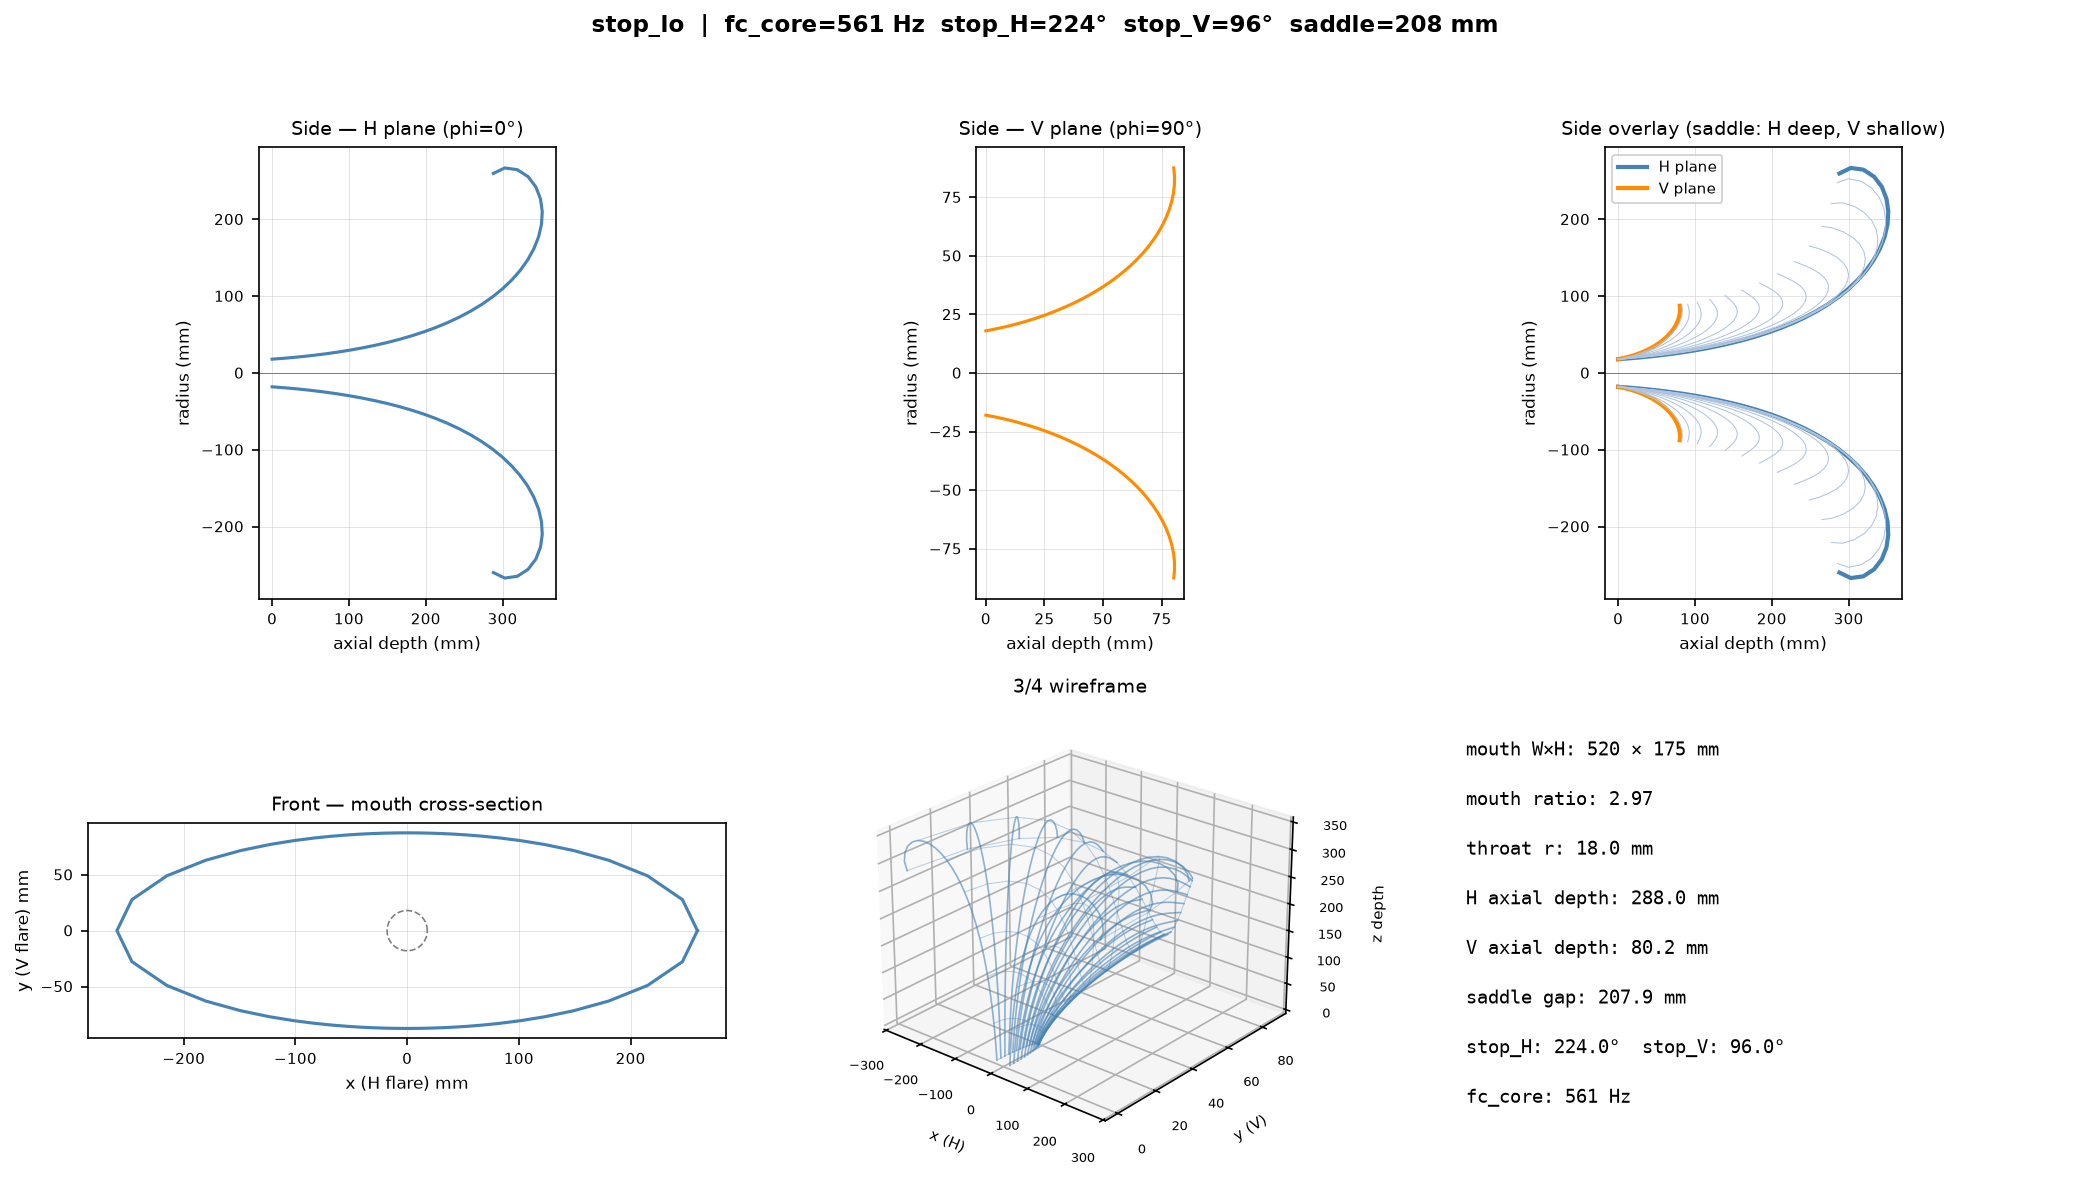 stop_lo | fc_core=561 Hz stop_H=224° stop_V=96° saddle=208 mm
Side — H plane (phi=0°)
radius (mm)
200
100
0
−100
−200
0 100 200 300
axial depth (mm)
Side — V plane (phi=90°)
radius (mm)
75
50
25
0
−25
−50
−75
0 25 50 75
axial depth (mm)
Side overlay (saddle: H deep, V shallow)
H plane
V plane
radius (mm)
200
100
0
−100
−200
0 100 200 300
axial depth (mm)
Front — mouth cross-section
y (V flare) mm
50
0
−50
−200 −100 0 100 200
x (H flare) mm
3/4 wireframe
350
300
250
200
150
100
50
0
z depth
−300
−200
−100
0
100
200
300
x (H)
0
20
40
60
80
y (V)
mouth W×H: 520 × 175 mm
mouth ratio: 2.97
throat r: 18.0 mm
H axial depth: 288.0 mm
V axial depth: 80.2 mm
saddle gap: 207.9 mm
stop_H: 224.0° stop_V: 96.0°
fc_core: 561 Hz